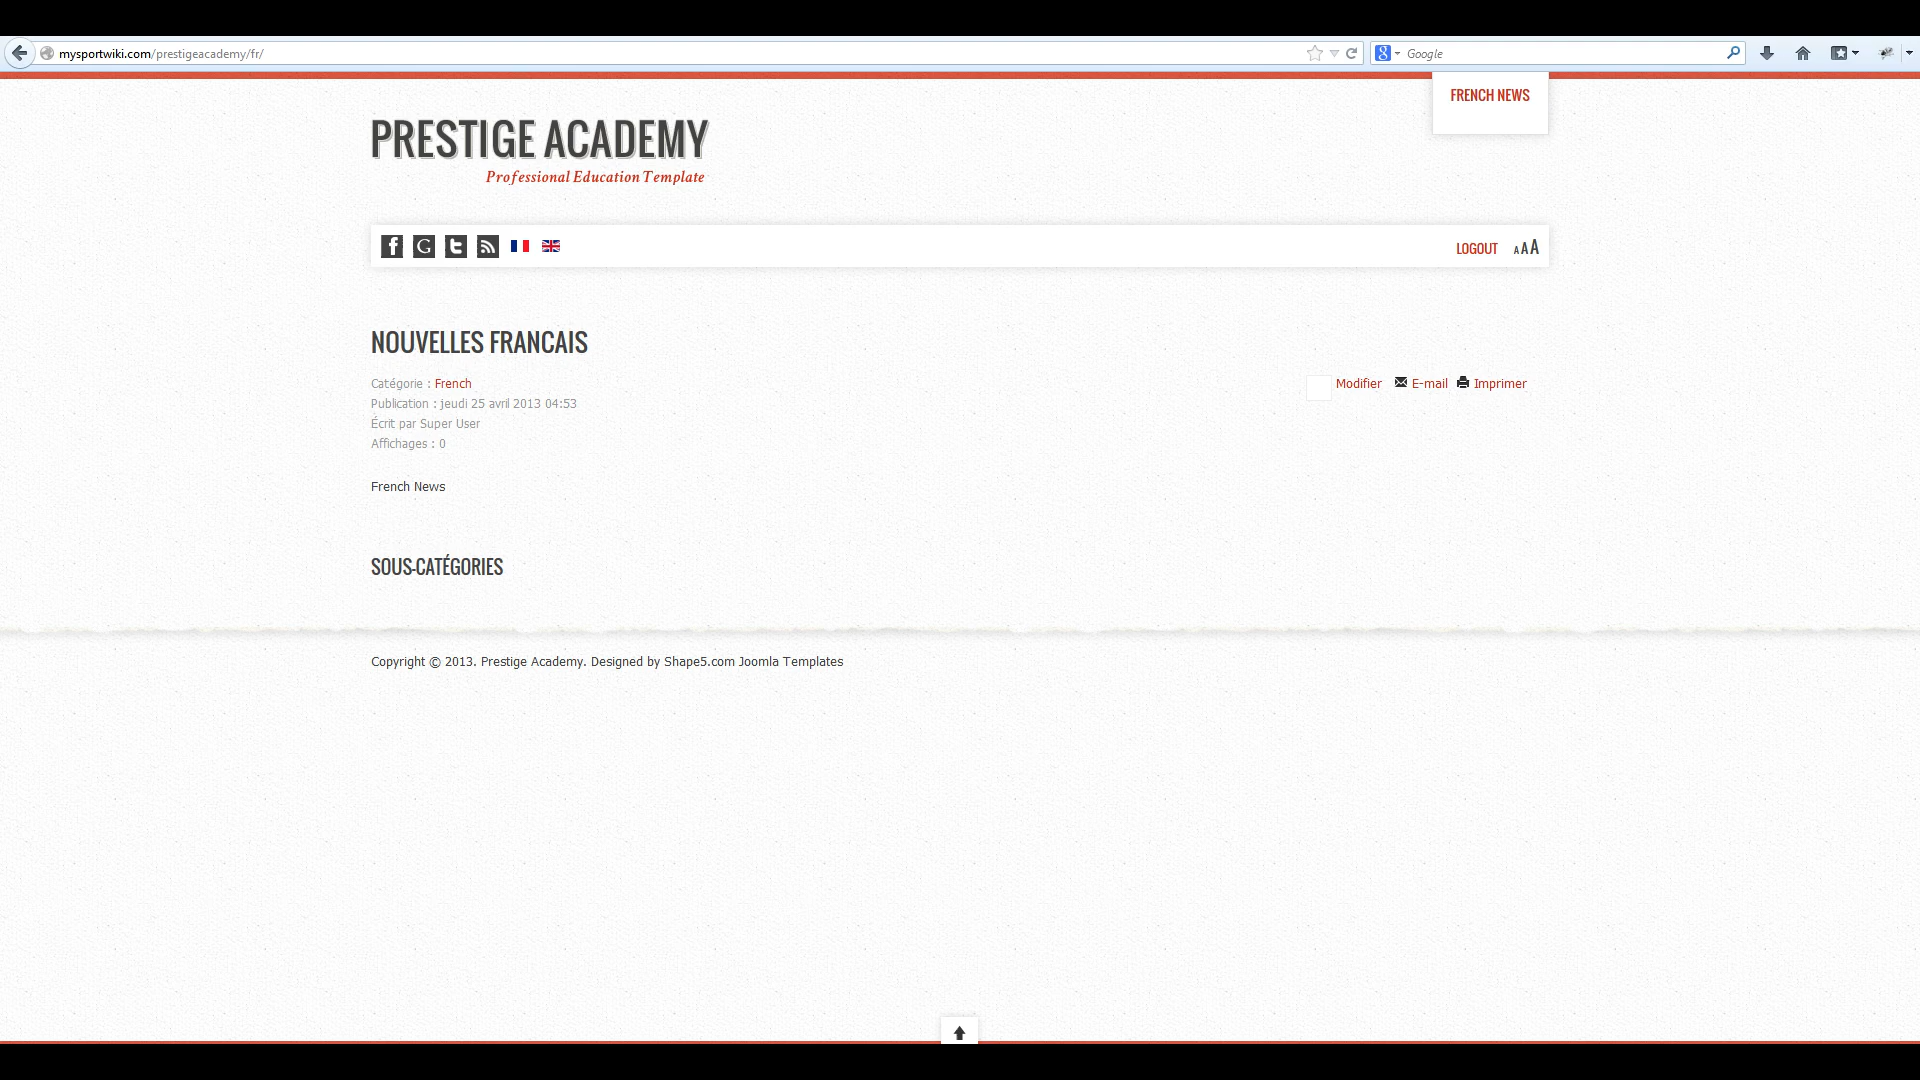 mysportwiki.com/prestigeacademy/fr/
Google
FRENCH NEWS
PRESTIGE ACADEMY
Professional Education Template
LOGOUT A A A
NOUVELLES FRANCAIS
Catégorie : French
Modifier E-mail Imprimer
Publication : jeudi 25 avril 2013 04:53
Écrit par Super User
Affichages : 0
French News
SOUS-CATÉGORIES
Copyright © 2013. Prestige Academy. Designed by Shape5.com Joomla Templates